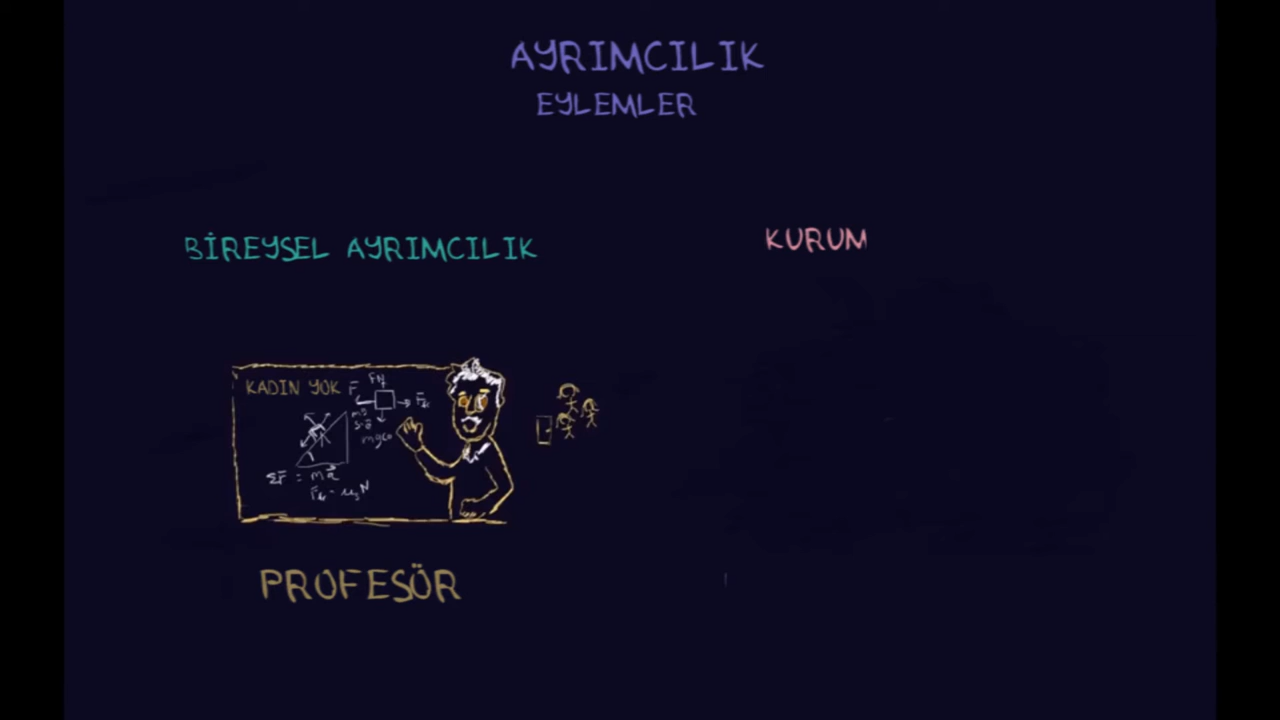 AYRIMCILIK
EYLEMLER
BİREYSEL AYRIMCILIK
KURUM
KADIN YOK
ΣF = ma
PROFESÖR